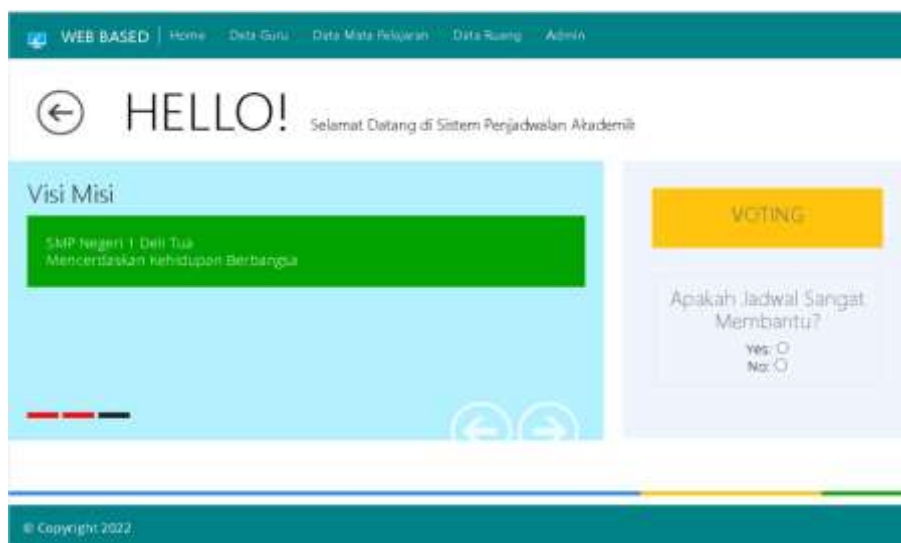 WEB BASED | Home Data Guru Data Mata Pelajaran Data Ruang Admin
HELLO! Selamat Datang di Sistem Penjadwalan Akademik
Visi Misi
SMP Negeri 1 Deli Tua
Mencerdaskan Kehidupan Berbangsa
VOTING
Apakah Jadwal Sangat
Membantu?
Yes:
No:
© Copyright 2022